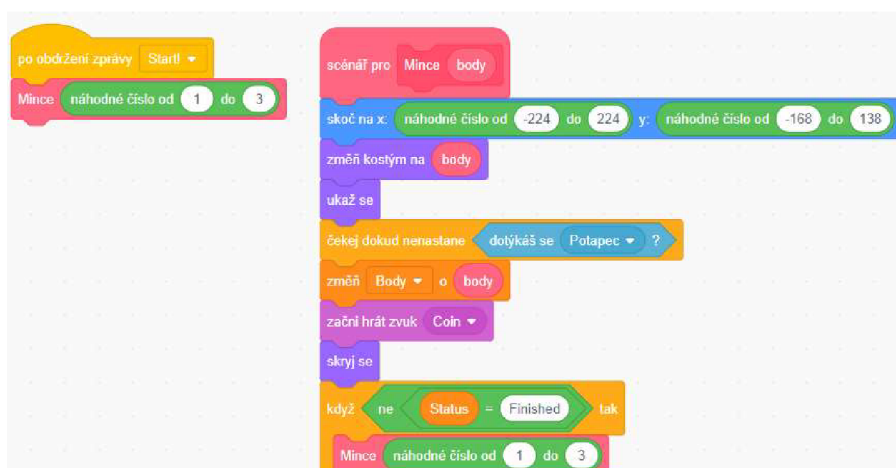 po obdržení zprávy Start!
Mince náhodné číslo od 1 do 3
scénář pro Mince body
skoč na x: náhodné číslo od -224 do 224 y: náhodné číslo od -168 do 138
změň kostým na body
ukaž se
čekej dokud nenastane dotýkáš se Potapec ?
změň Body o body
začni hrát zvuk Coin
skryj se
když ne Status = Finished tak
Mince náhodné číslo od 1 do 3